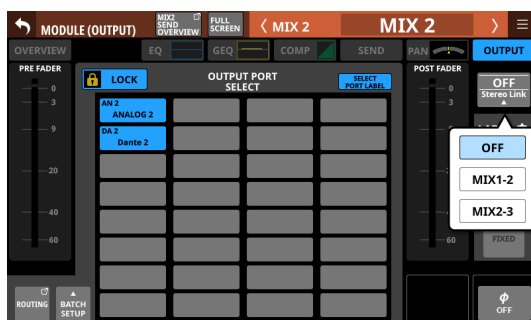 MODULE (OUTPUT)
MIX2
SEND
OVERVIEW
FULL
SCREEN
MIX 2
MIX 2
OVERVIEW
EQ
GEQ
COMP
SEND
PAN
OUTPUT
PRE FADER
LOCK
OUTPUT PORT
SELECT
SELECT
PORT LABEL
POST FADER
OFF
Stereo Link
0
3
9
20
40
60
AN 2
ANALOG 2
DA 2
Dante 2
0
3
60
OFF
MIX1-2
MIX2-3
FIXED
ROUTING
BATCH
SETUP
ϕ
OFF